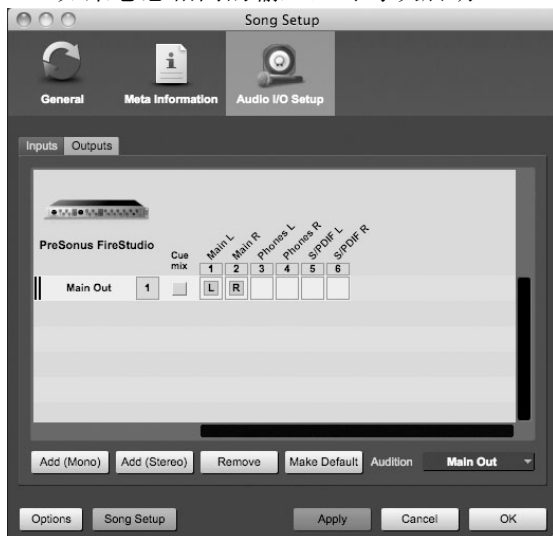 Song Setup
General Meta Information Audio I/O Setup
Inputs Outputs
PreSonus FireStudio
Cue mix Main L Main R Phones L Phones R S/PDIF L S/PDIF R
1 2 3 4 5 6
Main Out 1 L R
Add (Mono) Add (Stereo) Remove Make Default Audition Main Out
Options Song Setup Apply Cancel OK